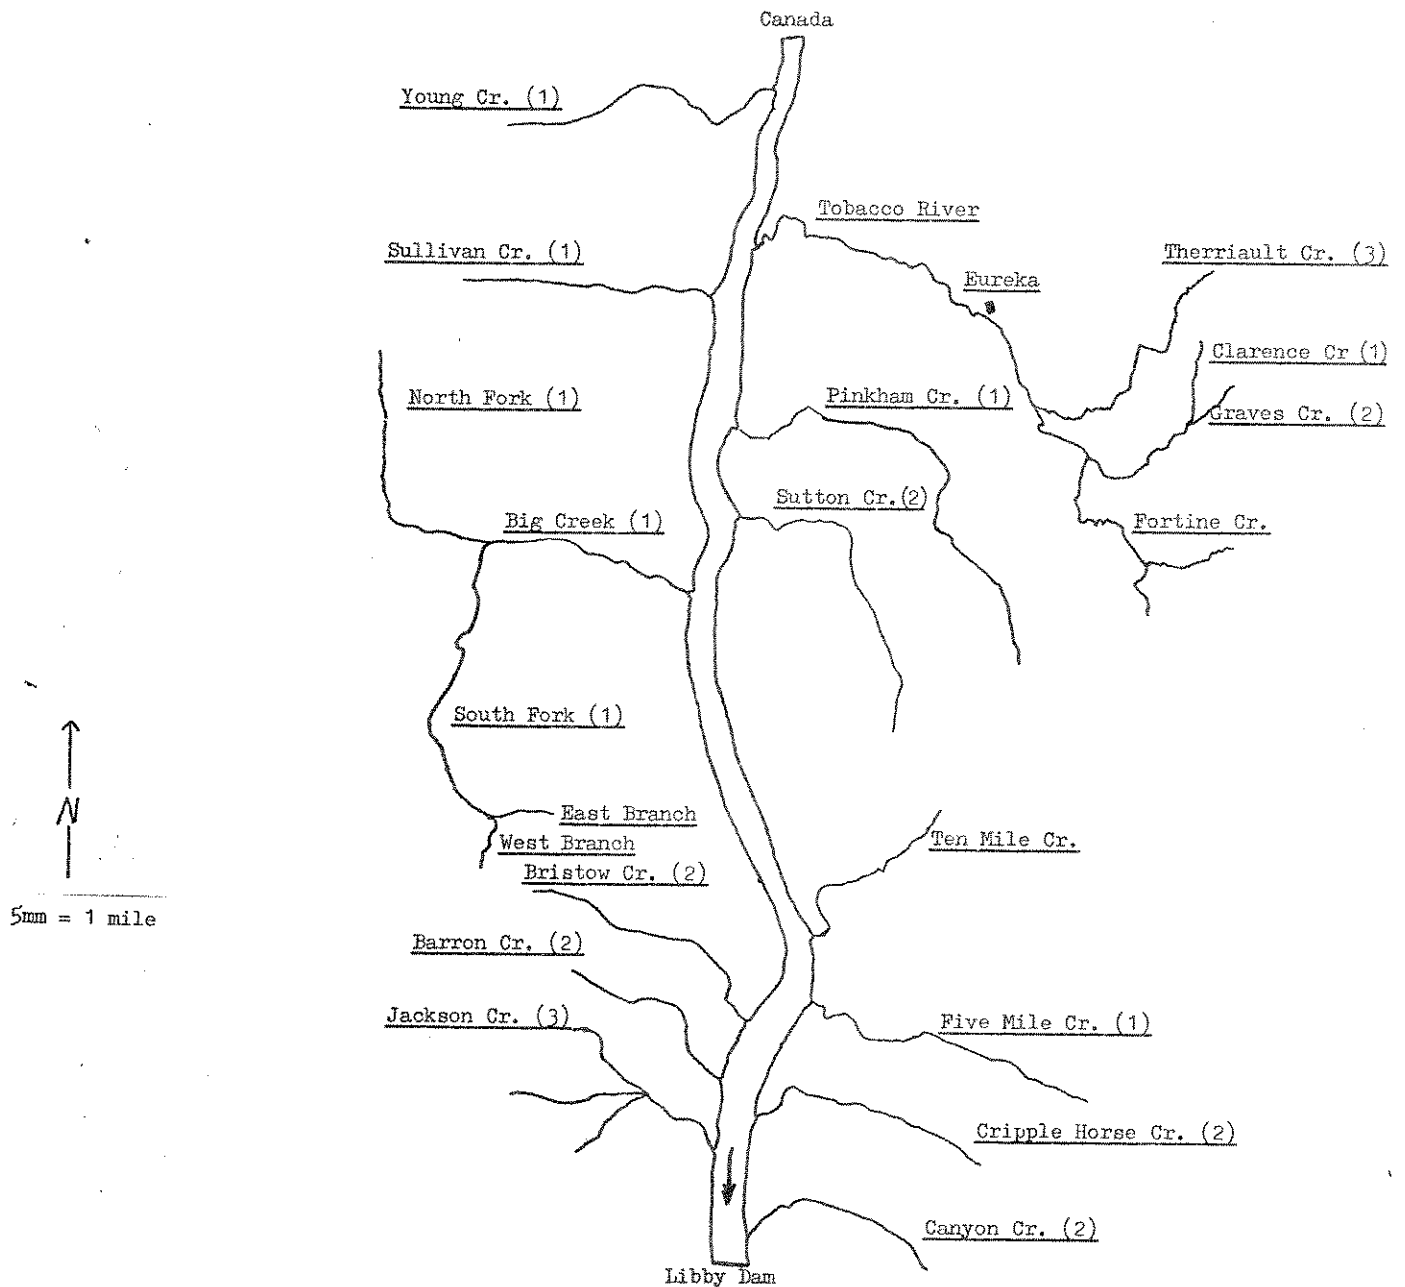 Canada
Young Cr. (1)
Tobacco River
Sullivan Cr. (1)
Therriault Cr. (3)
Eureka
Clarence Cr (1)
North Fork (1)
Pinkham Cr. (1)
Graves Cr. (2)
Sutton Cr. (2)
Big Creek (1)
Fortine Cr.
South Fork (1)
N
East Branch
Ten Mile Cr.
West Branch
Bristow Cr. (2)
5mm = 1 mile
Barron Cr. (2)
Jackson Cr. (3)
Five Mile Cr. (1)
Cripple Horse Cr. (2)
Canyon Cr. (2)
Libby Dam